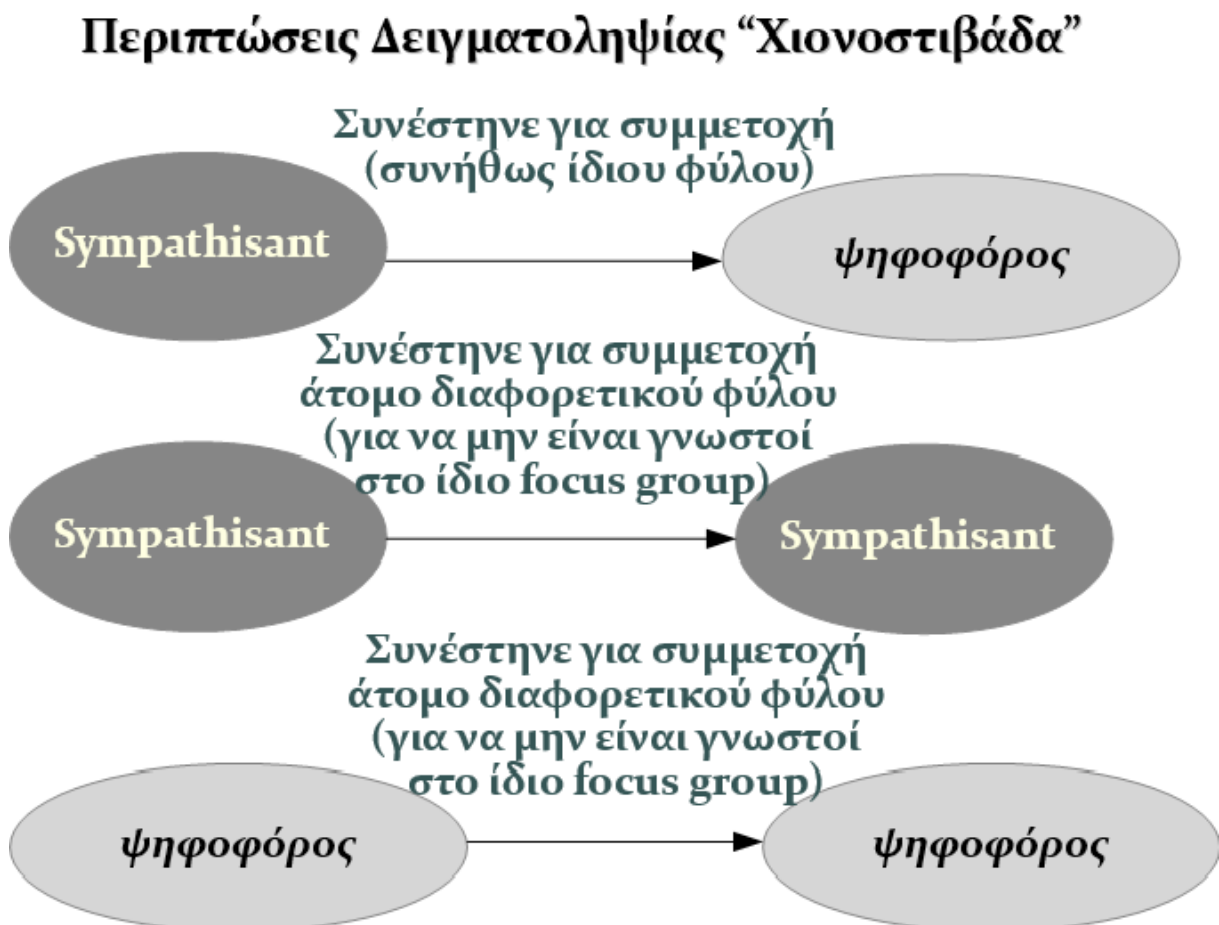 Περιπτώσεις Δειγματοληψίας “Χιονοστιβάδα”
Συνέστηνε για συμμετοχή
(συνήθως ίδιου φύλου)
Sympathisant
ψηφοφόρος
Συνέστηνε για συμμετοχή
άτομο διαφορετικού φύλου
(για να μην είναι γνωστοί
στο ίδιο focus group)
Sympathisant
Sympathisant
Συνέστηνε για συμμετοχή
άτομο διαφορετικού φύλου
(για να μην είναι γνωστοί
στο ίδιο focus group)
ψηφοφόρος
ψηφοφόρος